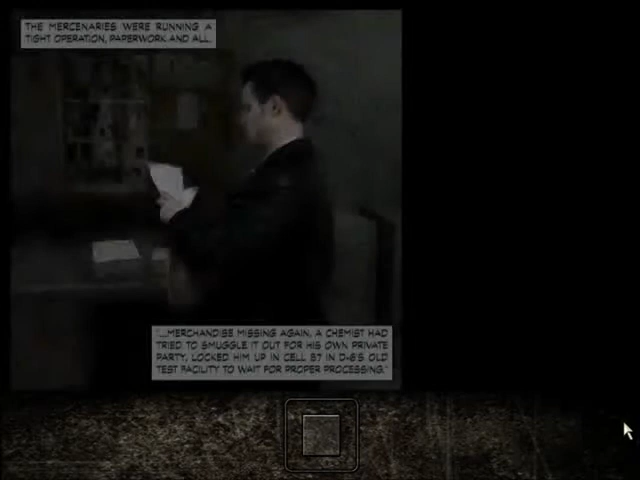 THE MERCENARIES WERE RUNNING A
TIGHT OPERATION, PAPERWORK AND ALL.
"...MERCHANDISE MISSING AGAIN, A CHEMIST HAD
TRIED TO SMUGGLE IT OUT FOR HIS OWN PRIVATE
PARTY, LOCKED HIM UP IN CELL B7 IN D-6'S OLD
TEST FACILITY TO WAIT FOR PROPER PROCESSING."